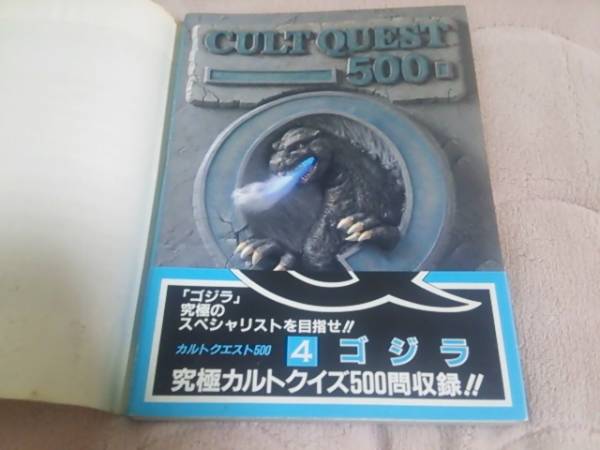 CULT QUEST
500
「ゴジラ」
究極の
スペシャリストを目指せ!!
カルトクエスト500 4 ゴジラ
究極カルトクイズ500問収録!!